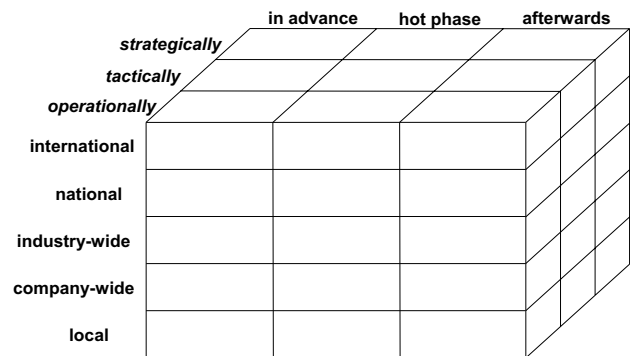 in advance hot phase afterwards
strategically
tactically
operationally
international
national
industry-wide
company-wide
local